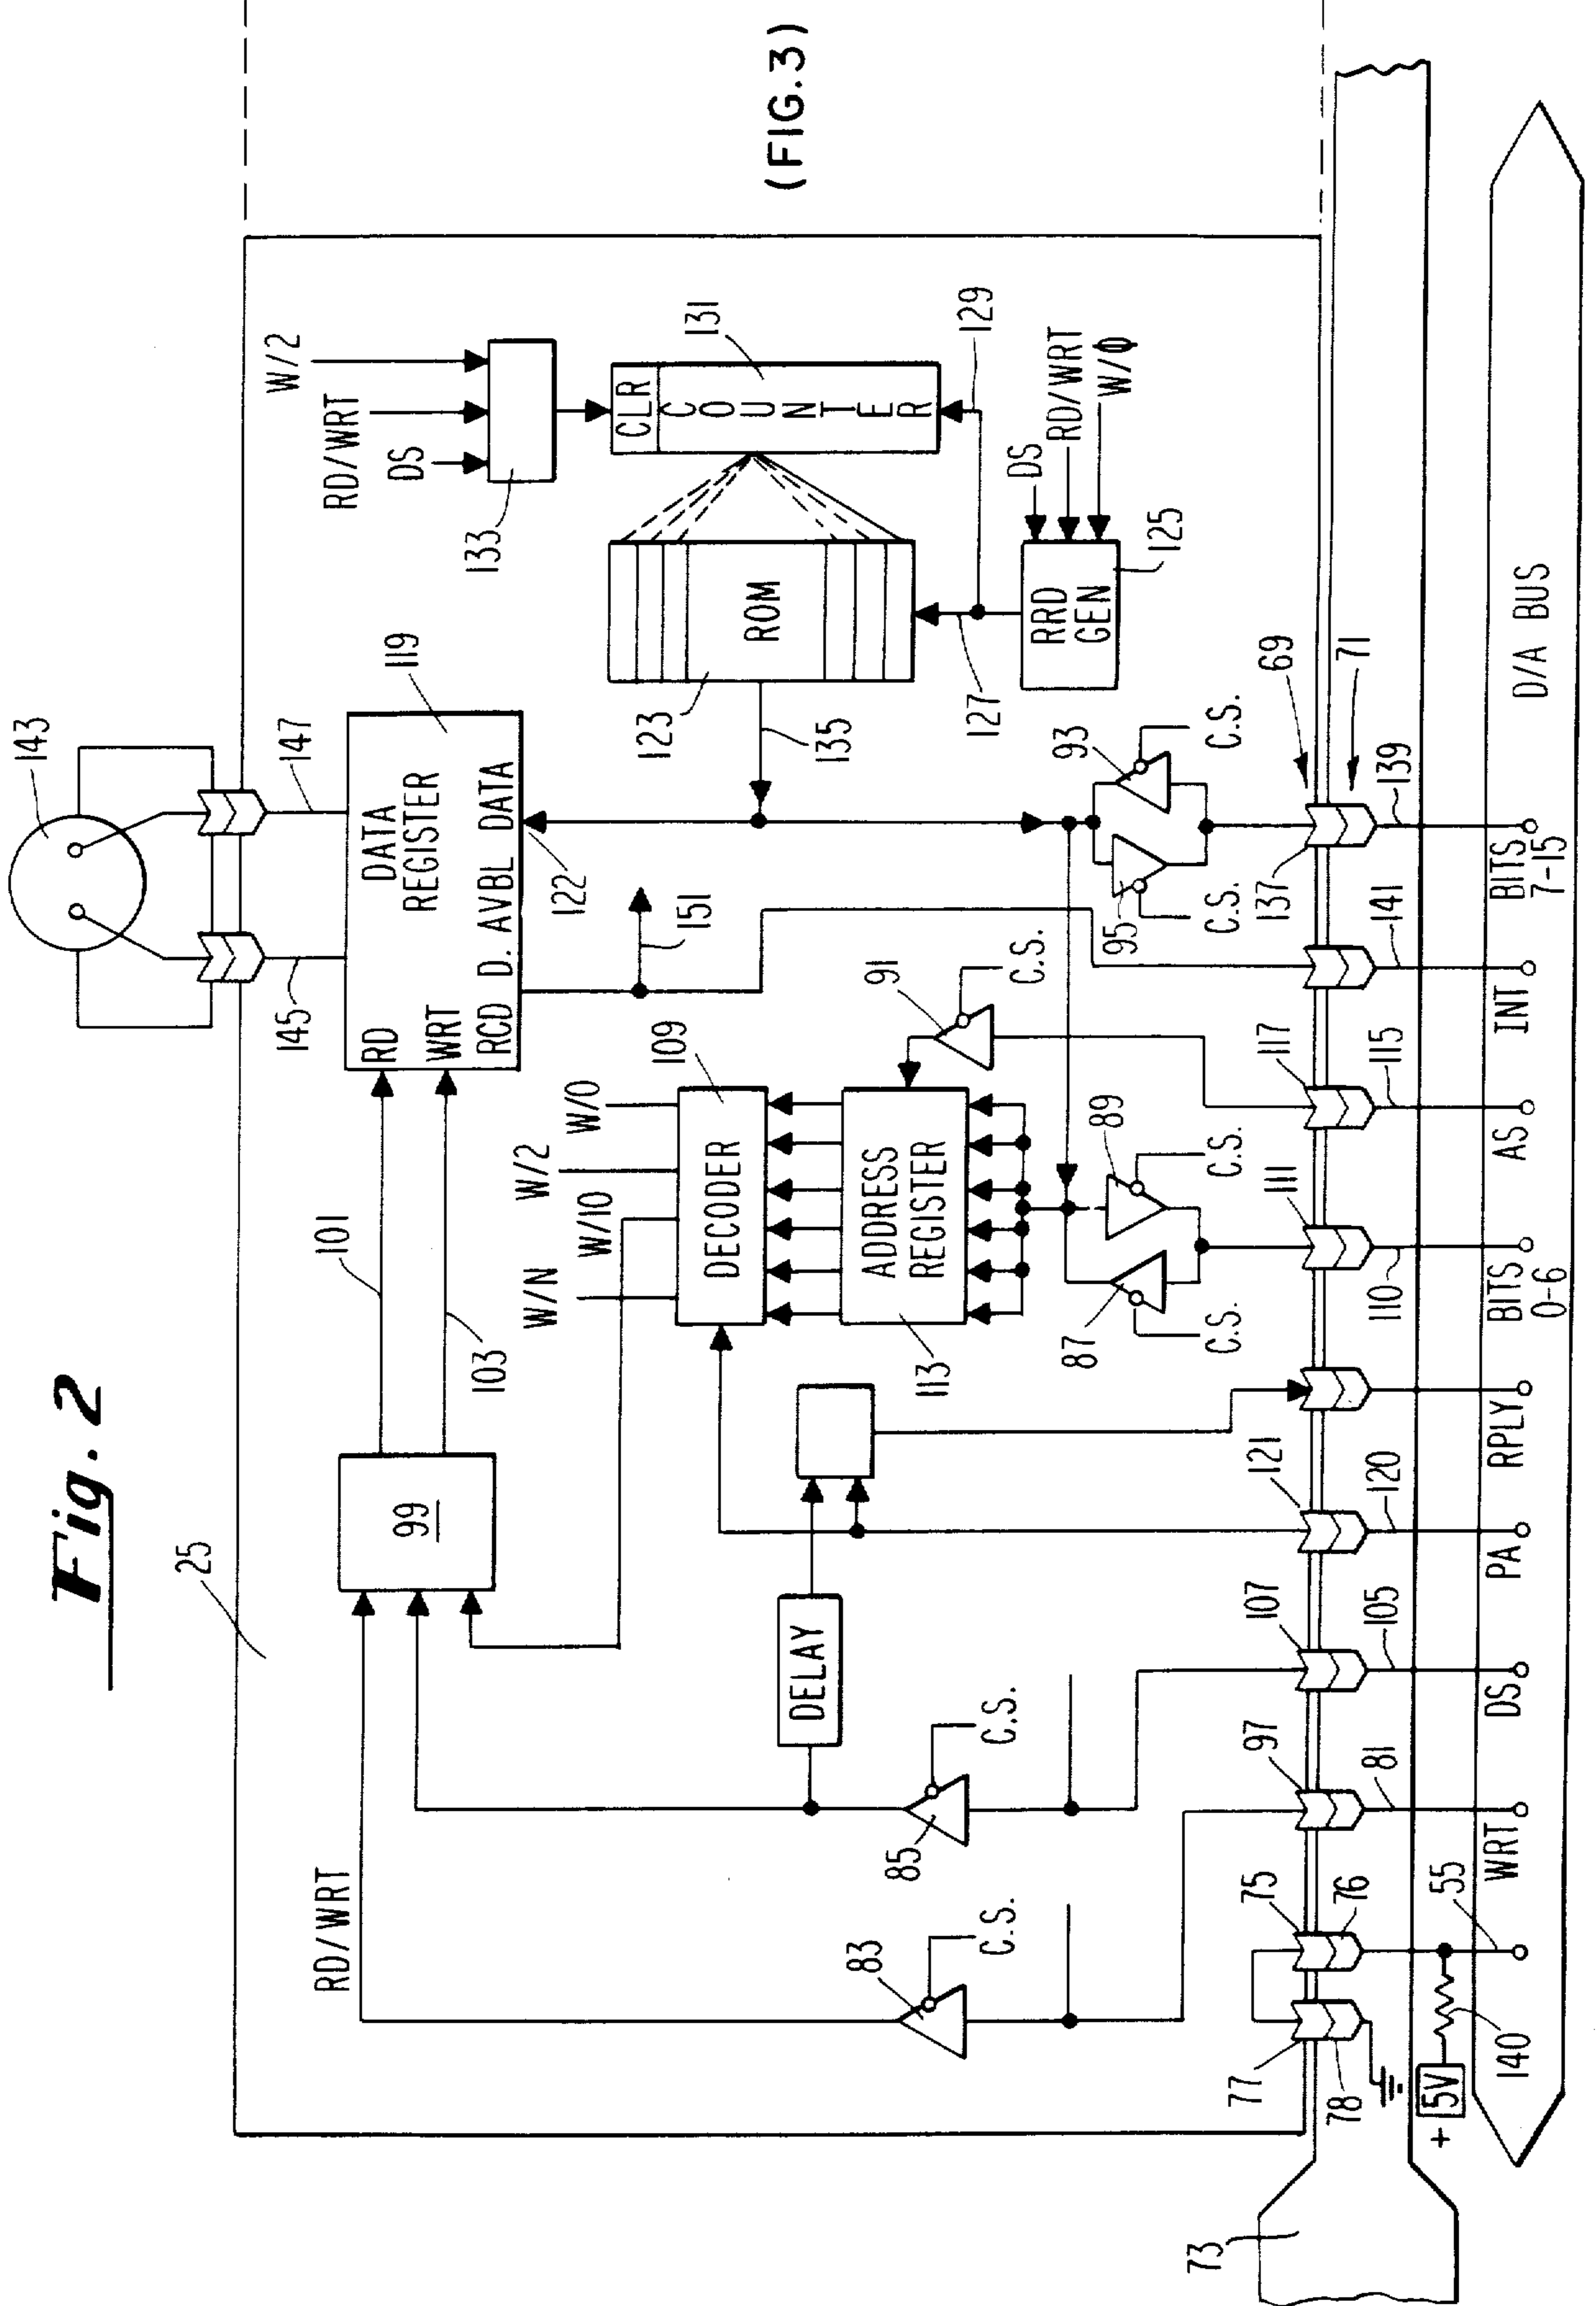 Fig. 2
(FIG. 3)
25
143
145
147
RD/WRT
99
101
103
RD
WRT
RCD D. AVBL DATA
DATA
REGISTER
119
122
151
W/2
RD/WRT
DS
133
CLR
COUNTER
131
129
ROM
123
135
127
RRD
GEN
125
DS
RD/WRT
W/Φ
W/N
W/10
W/2
W/0
DECODER
109
ADDRESS
REGISTER
113
91
C.S.
DELAY
83
C.S.
85
C.S.
87
C.S.
89
C.S.
95
C.S.
93
C.S.
77
75
97
107
121
111
117
137
69
78
76
81
105
120
110
115
141
139
71
73
+
5V
140
55
WRT
DS
PA
RPLY
BITS
0-6
AS
INT
BITS
7-15
D/A BUS